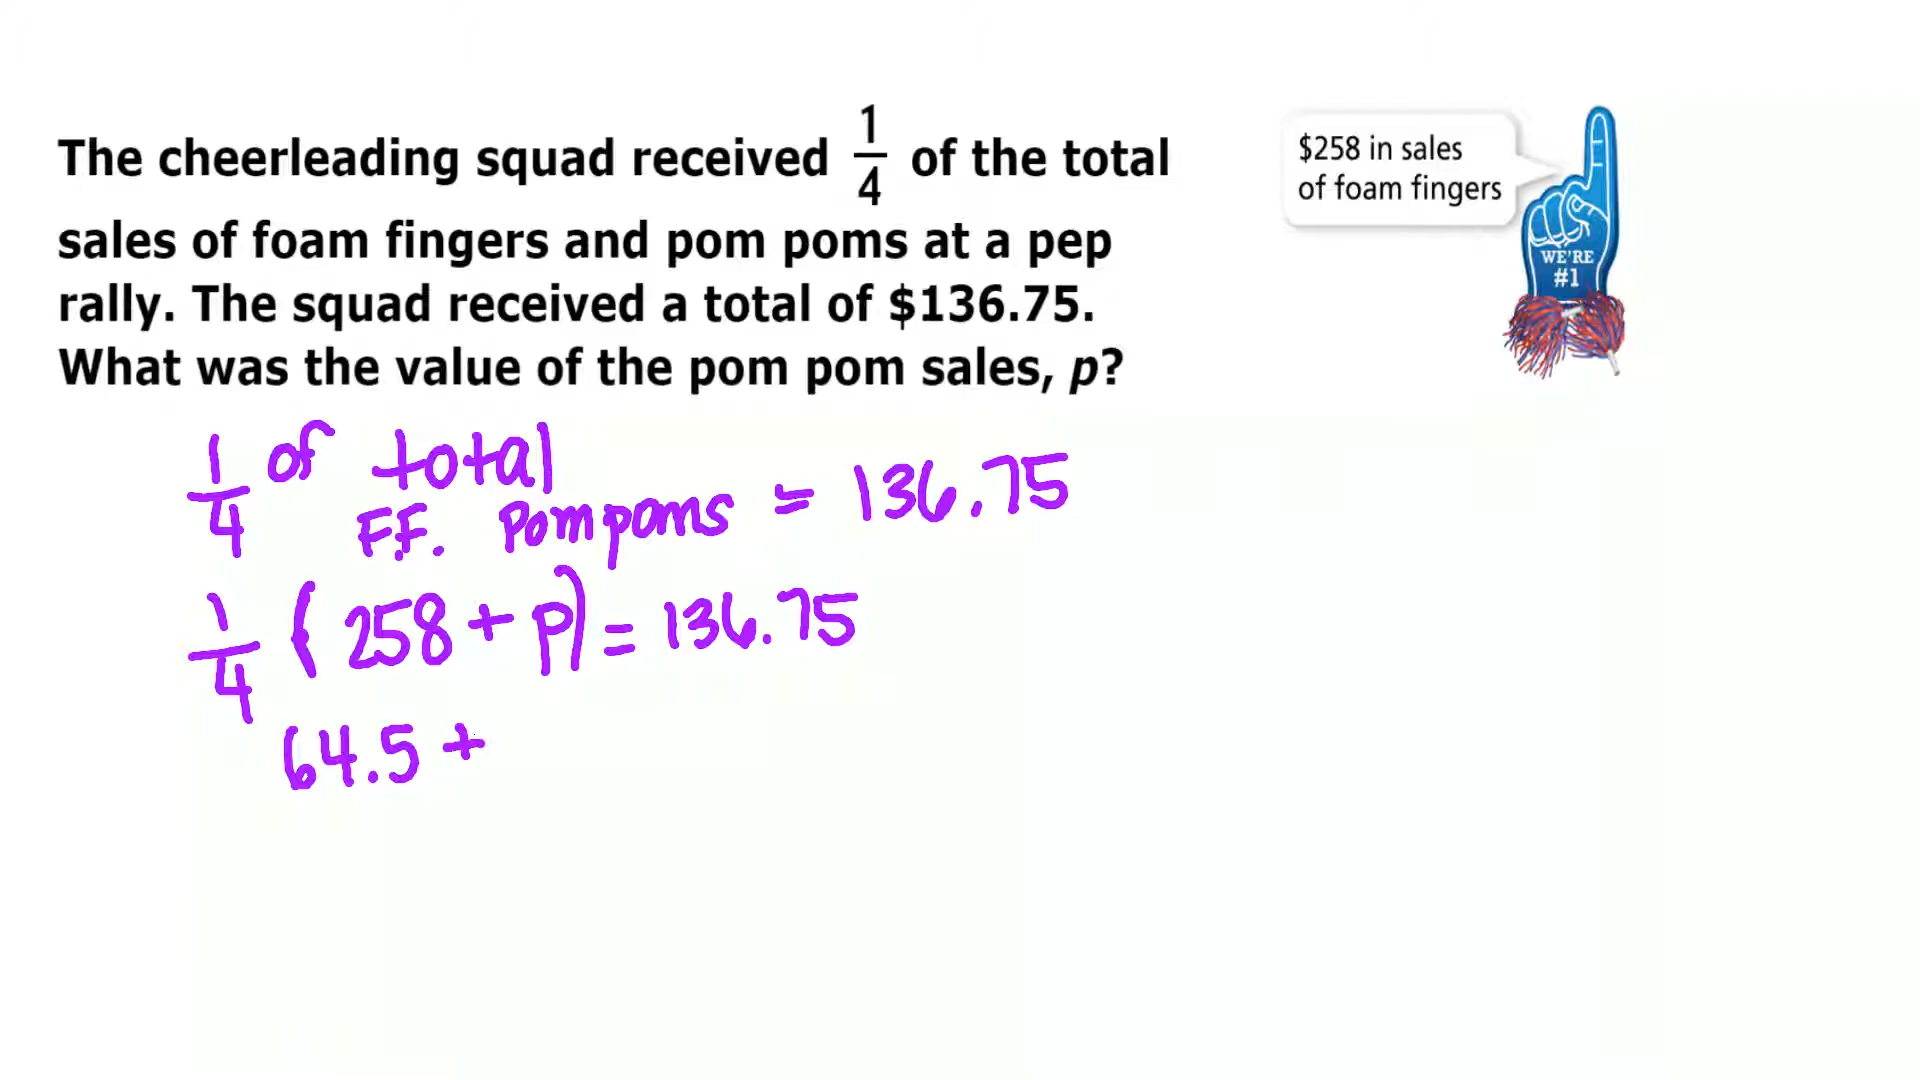 The cheerleading squad received 1/4 of the total
sales of foam fingers and pom poms at a pep
rally. The squad received a total of $136.75.
What was the value of the pom pom sales, p?
$258 in sales
of foam fingers
WE'RE
#1
1/4 of total
F.F. Pompoms = 136.75
1/4 (258 + p) = 136.75
64.5 +